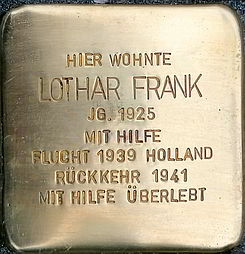 HIER WOHNTE
LOTHAR FRANK
JG. 1925
MIT HILFE
FLUCHT 1939 HOLLAND
RÜCKKEHR 1941
MIT HILFE ÜBERLEBT